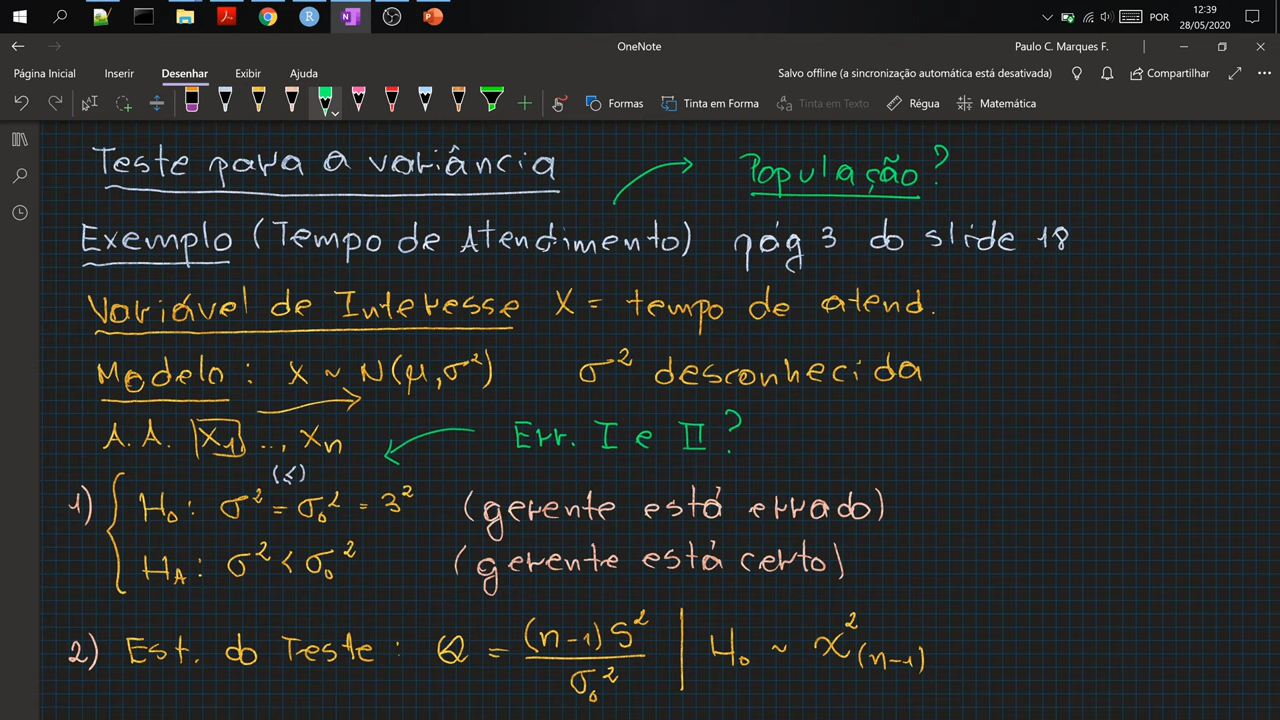 12:39
POR
28/05/2020
OneNote
Paulo C. Marques F.
Página Inicial Inserir Desenhar Exibir Ajuda
Salvo offline (a sincronização automática está desativada)
Compartilhar
Formas Tinta em Forma Tinta em Texto Régua Matemática
Teste para a variância
População?
Exemplo (Tempo de Atendimento) pág 3 do slide 18
Variável de Interesse X = tempo de atend.
Modelo: X ~ N(μ,σ²) σ² desconhecida
A.A. X₁, ..., Xₙ
Err. I e II?
(≤)
1) { H₀: σ² = σ₀² = 3² (gerente está errado)
Hₐ: σ² < σ₀² (gerente está certo)
2) Est. do Teste: Q = (n-1)S² / σ₀² | H₀ ~ χ²(n-1)